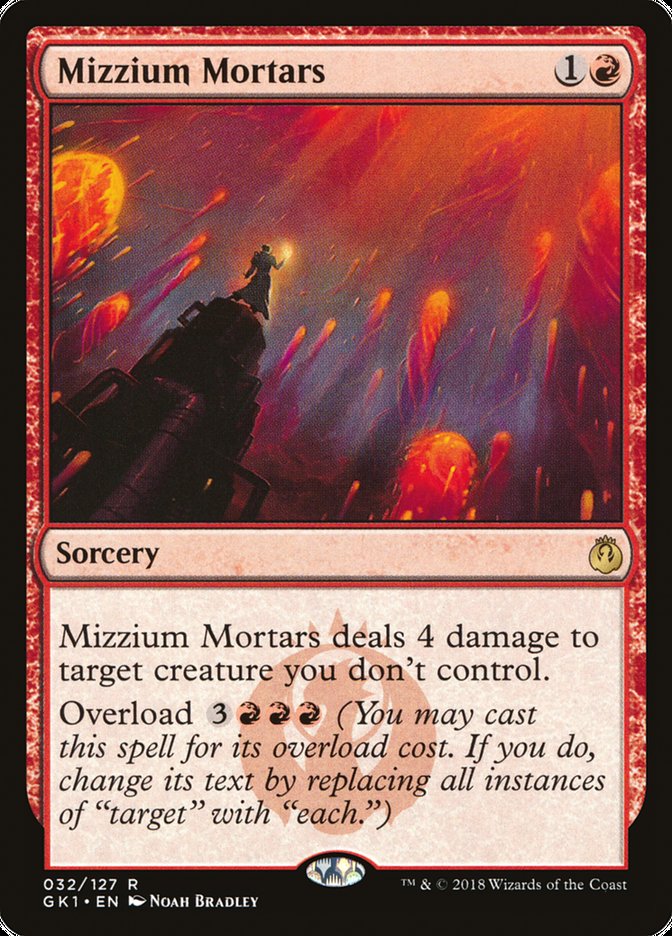 Mizzium Mortars 1
Sorcery
Mizzium Mortars deals 4 damage to
target creature you don't control.
Overload 3 (You may cast
this spell for its overload cost. If you do,
change its text by replacing all instances
of “target” with “each.”)
032/127 R
GK1 • EN Noah Bradley
™ & © 2018 Wizards of the Coast